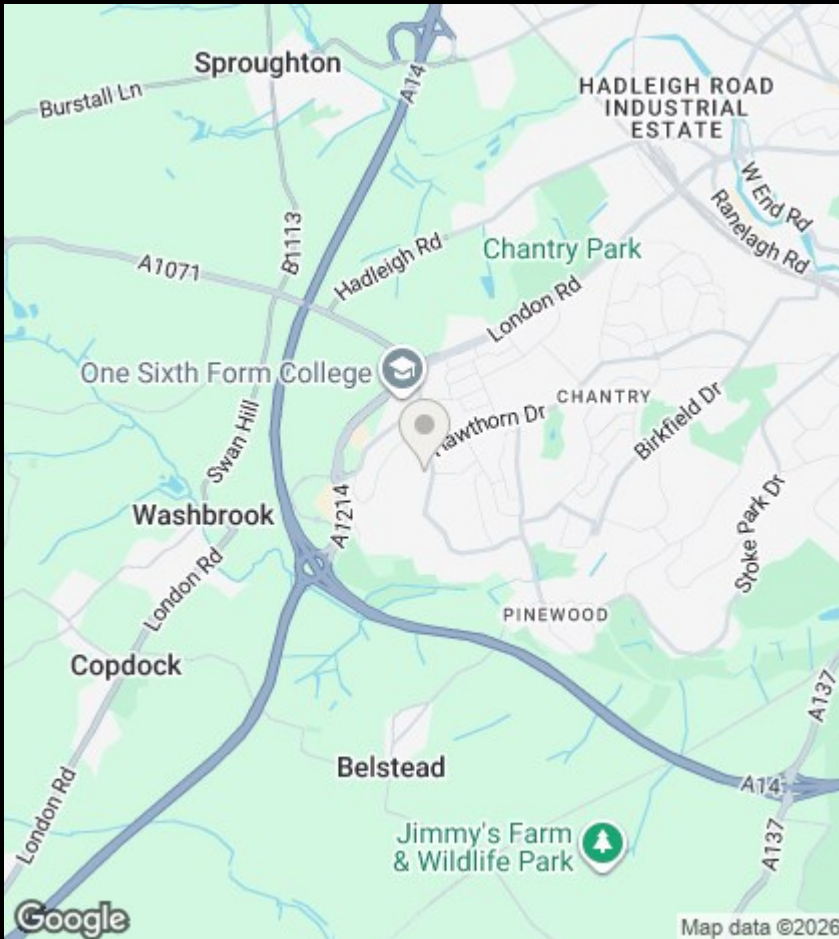 Sproughton
Burstall Ln
A14
HADLEIGH ROAD
INDUSTRIAL
ESTATE
W End Rd
Ranelagh Rd
B1113
A1071
Hadleigh Rd
Chantry Park
London Rd
One Sixth Form College
CHANTRY
Hawthorn Dr
Birkfield Dr
Swan Hill
A1214
Washbrook
London Rd
Stoke Park Dr
PINEWOOD
Copdock
A137
Belstead
London Rd
A14
Jimmy's Farm
& Wildlife Park
A137
Google
Map data ©2026